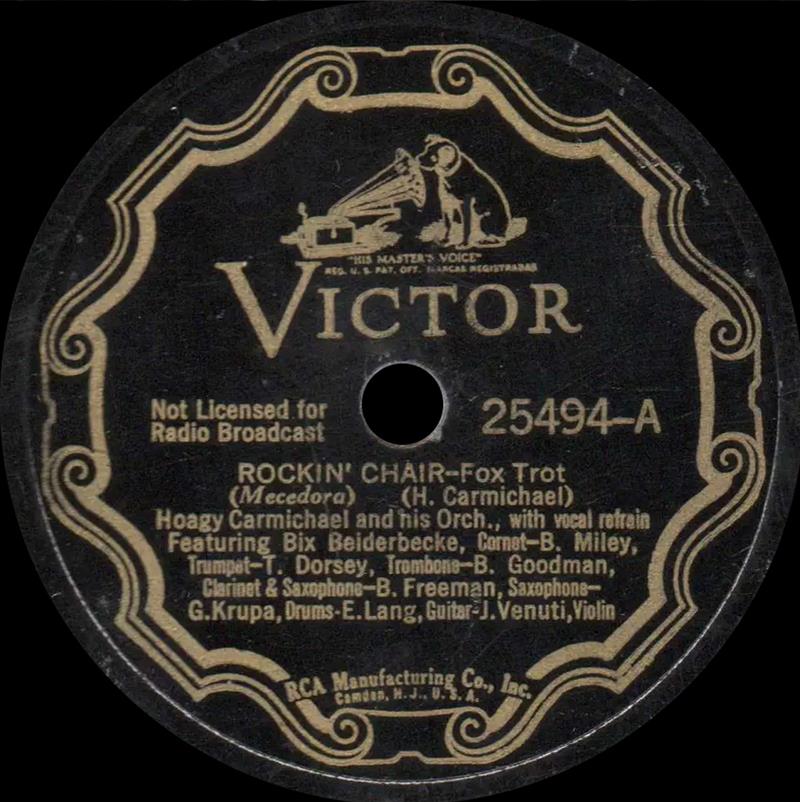 "HIS MASTER'S VOICE"
REG. U. S. PAT. OFF. MARCAS REGISTRADAS
VICTOR
Not Licensed for
Radio Broadcast
25494-A
ROCKIN' CHAIR-Fox Trot
(Mecedora) (H. Carmichael)
Hoagy Carmichael and his Orch., with vocal refrain
Featuring Bix Beiderbecke, Cornet-B. Miley,
Trumpet-T. Dorsey, Trombone-B. Goodman,
Clarinet & Saxophone-B. Freeman, Saxophone-
G.Krupa, Drums-E.Lang, Guitar-J.Venuti, Violin
RCA Manufacturing Co., Inc.
Camden, N.J., U.S.A.